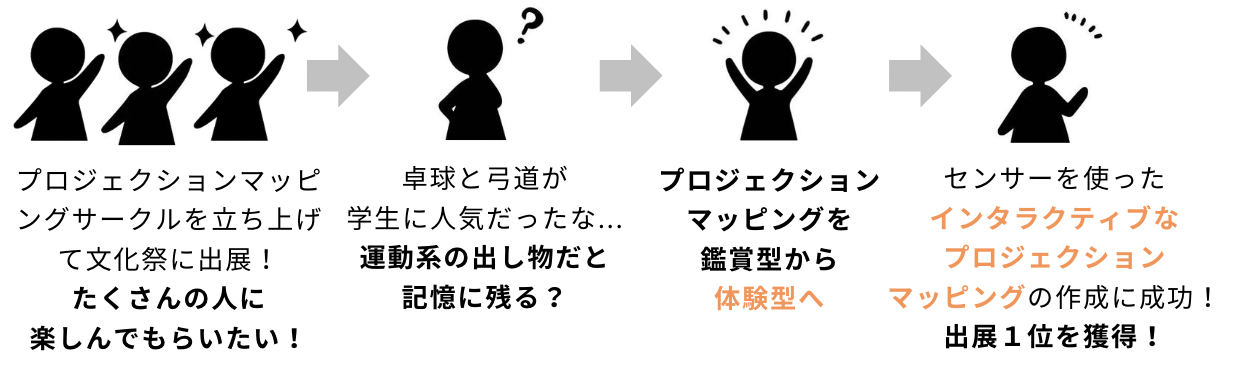 プロジェクションマッピ
ングサークルを立ち上げ
て文化祭に出展！
たくさんの人に
楽しんでもらいたい！
?
卓球と弓道が
学生に人気だったな…
運動系の出し物だと
記憶に残る？
プロジェクション
マッピングを
鑑賞型から
体験型へ
センサーを使った
インタラクティブな
プロジェクション
マッピングの作成に成功！
出展１位を獲得！